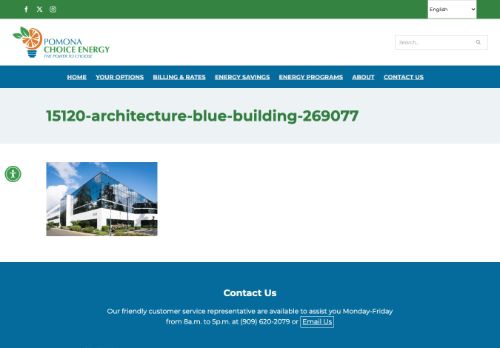 English
POMONA
CHOICE ENERGY
THE POWER TO CHOOSE
Search...
HOME YOUR OPTIONS BILLING & RATES ENERGY SAVINGS ENERGY PROGRAMS ABOUT CONTACT US
15120-architecture-blue-building-269077
Contact Us
Our friendly customer service representative are available to assist you Monday-Friday
from 8a.m. to 5p.m. at (909) 620-2079 or Email Us